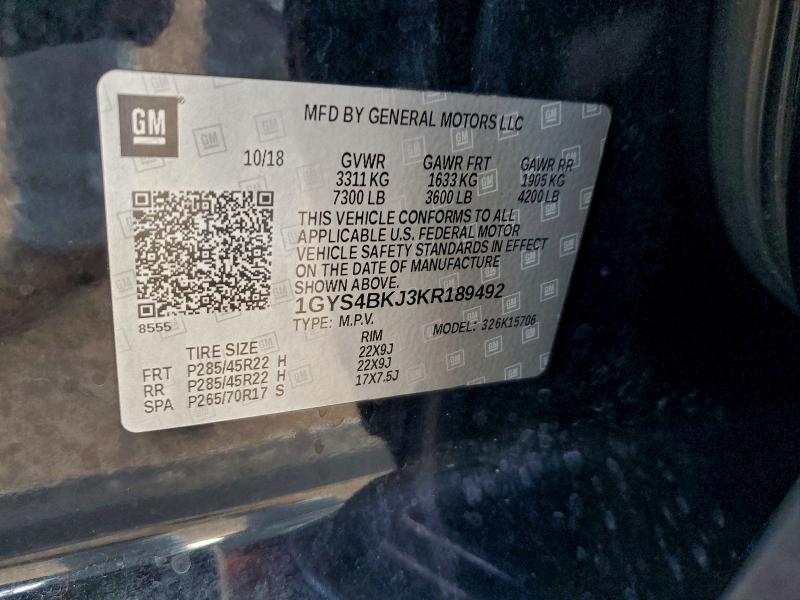 GM
MFD BY GENERAL MOTORS LLC
10/18 GVWR GAWR FRT GAWR RR
3311 KG 1633 KG 1905 KG
7300 LB 3600 LB 4200 LB
THIS VEHICLE CONFORMS TO ALL
APPLICABLE U.S. FEDERAL MOTOR
VEHICLE SAFETY STANDARDS IN EFFECT
ON THE DATE OF MANUFACTURE
SHOWN ABOVE.
8555
1GYS4BKJ3KR189492
TYPE: M.P.V. MODEL: 326K15706
TIRE SIZE RIM
FRT P285/45R22 H 22X9J
RR P285/45R22 H 22X9J
SPA P265/70R17 S 17X7.5J